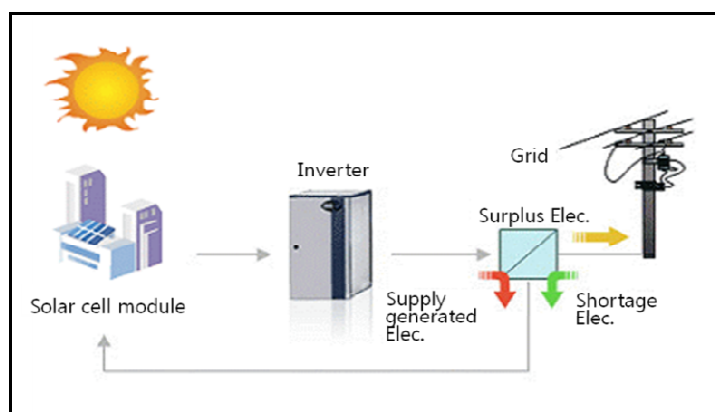 Grid
Inverter
Surplus Elec.
Solar cell module
Supply
generated
Elec.
Shortage
Elec.